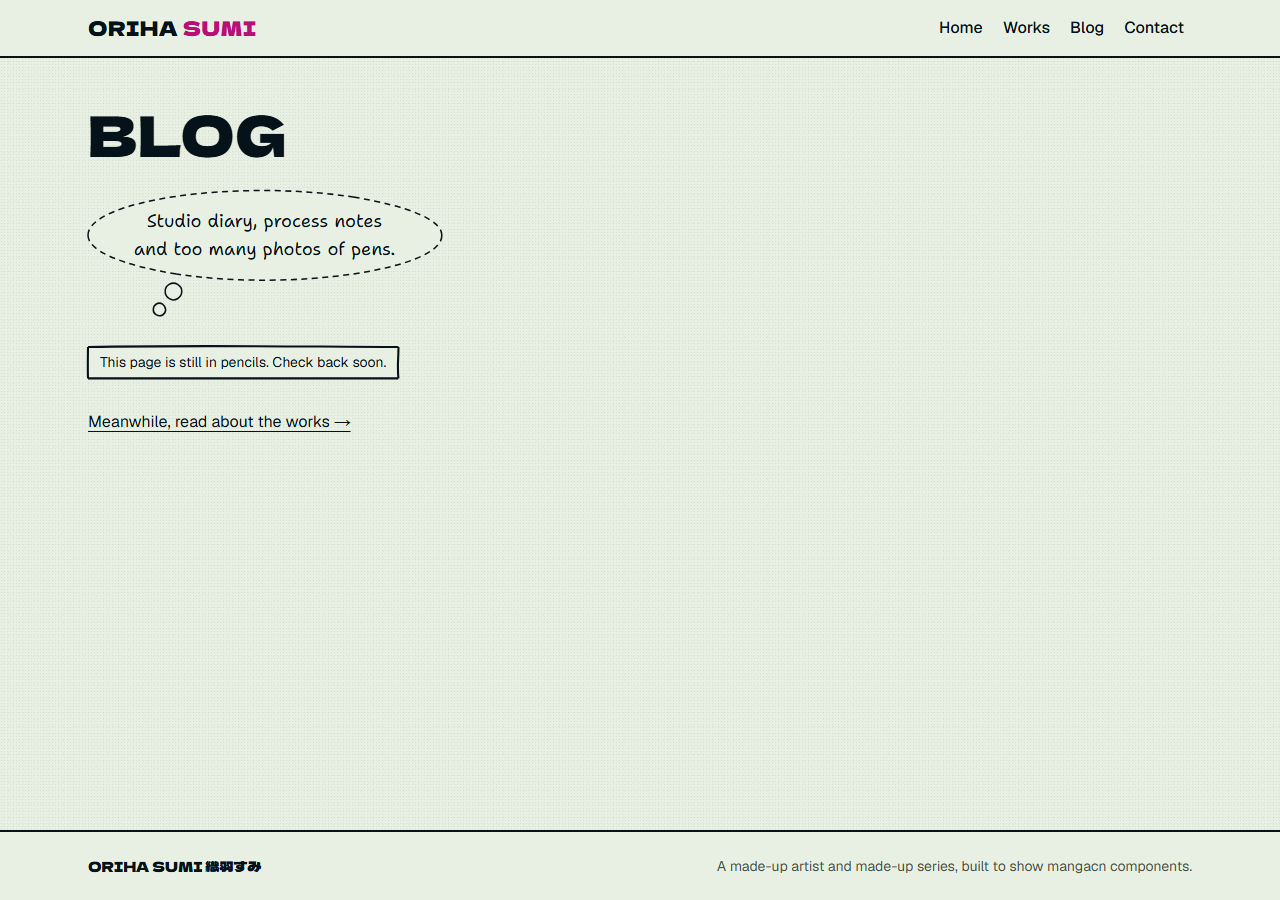 ORIHA SUMI
Home Works Blog Contact
BLOG
Studio diary, process notes
and too many photos of pens.
This page is still in pencils. Check back soon.
Meanwhile, read about the works →
ORIHA SUMI 織羽すみ
A made-up artist and made-up series, built to show mangacn components.